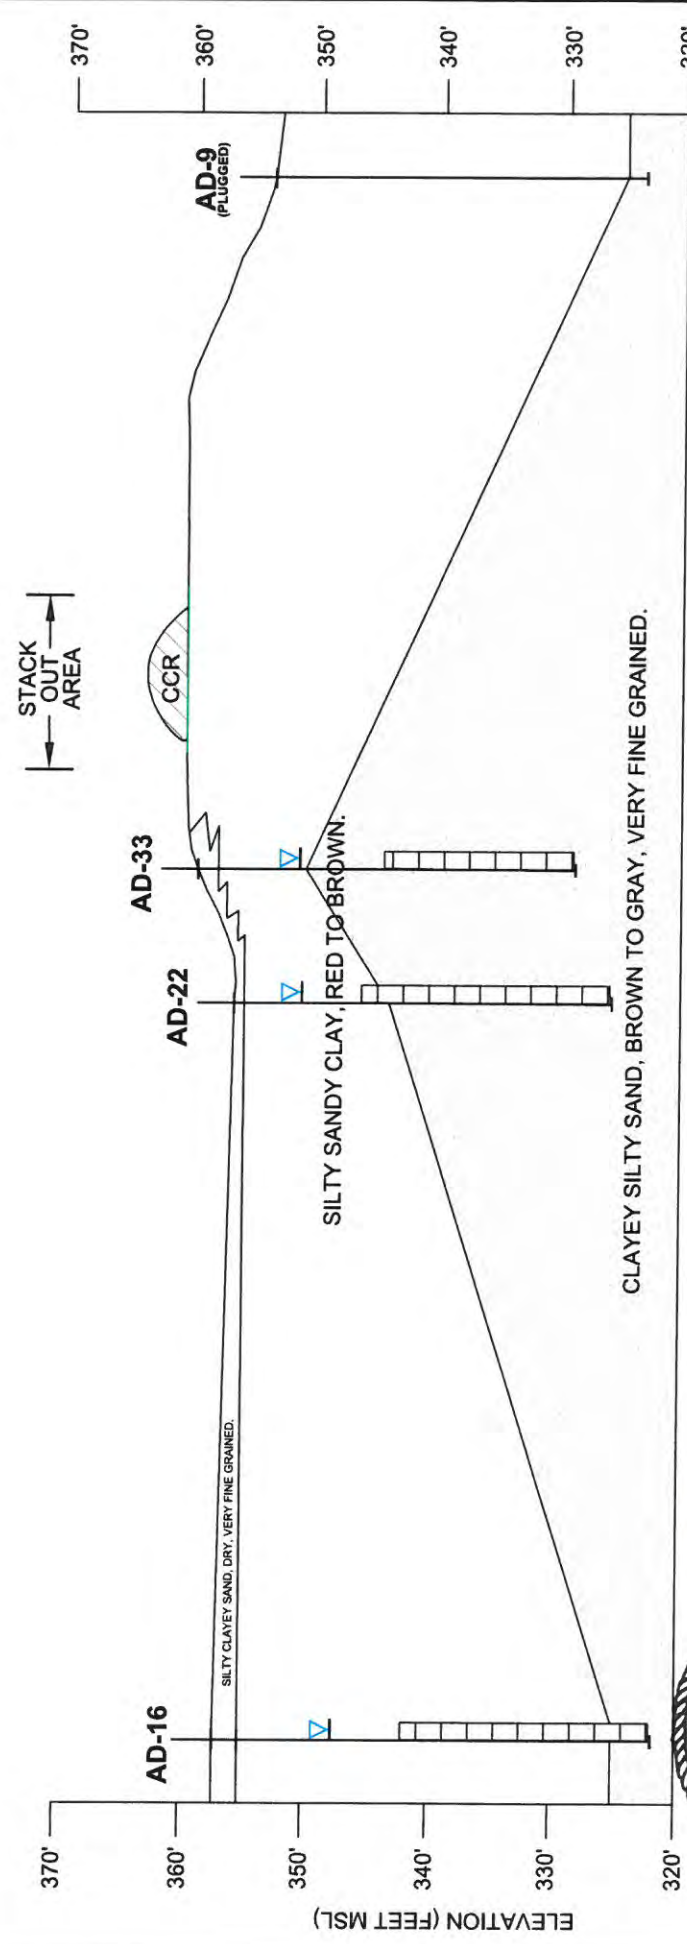 STACK
OUT
AREA
CCR
AD-16
AD-22
AD-33
AD-9
(PLUGGED)
370'
360'
350'
340'
330'
320'
ELEVATION (FEET MSL)
370'
360'
350'
340'
330'
SILTY CLAYEY SAND, DRY, VERY FINE GRAINED.
SILTY SANDY CLAY, RED TO BROWN.
CLAYEY SILTY SAND, BROWN TO GRAY, VERY FINE GRAINED.